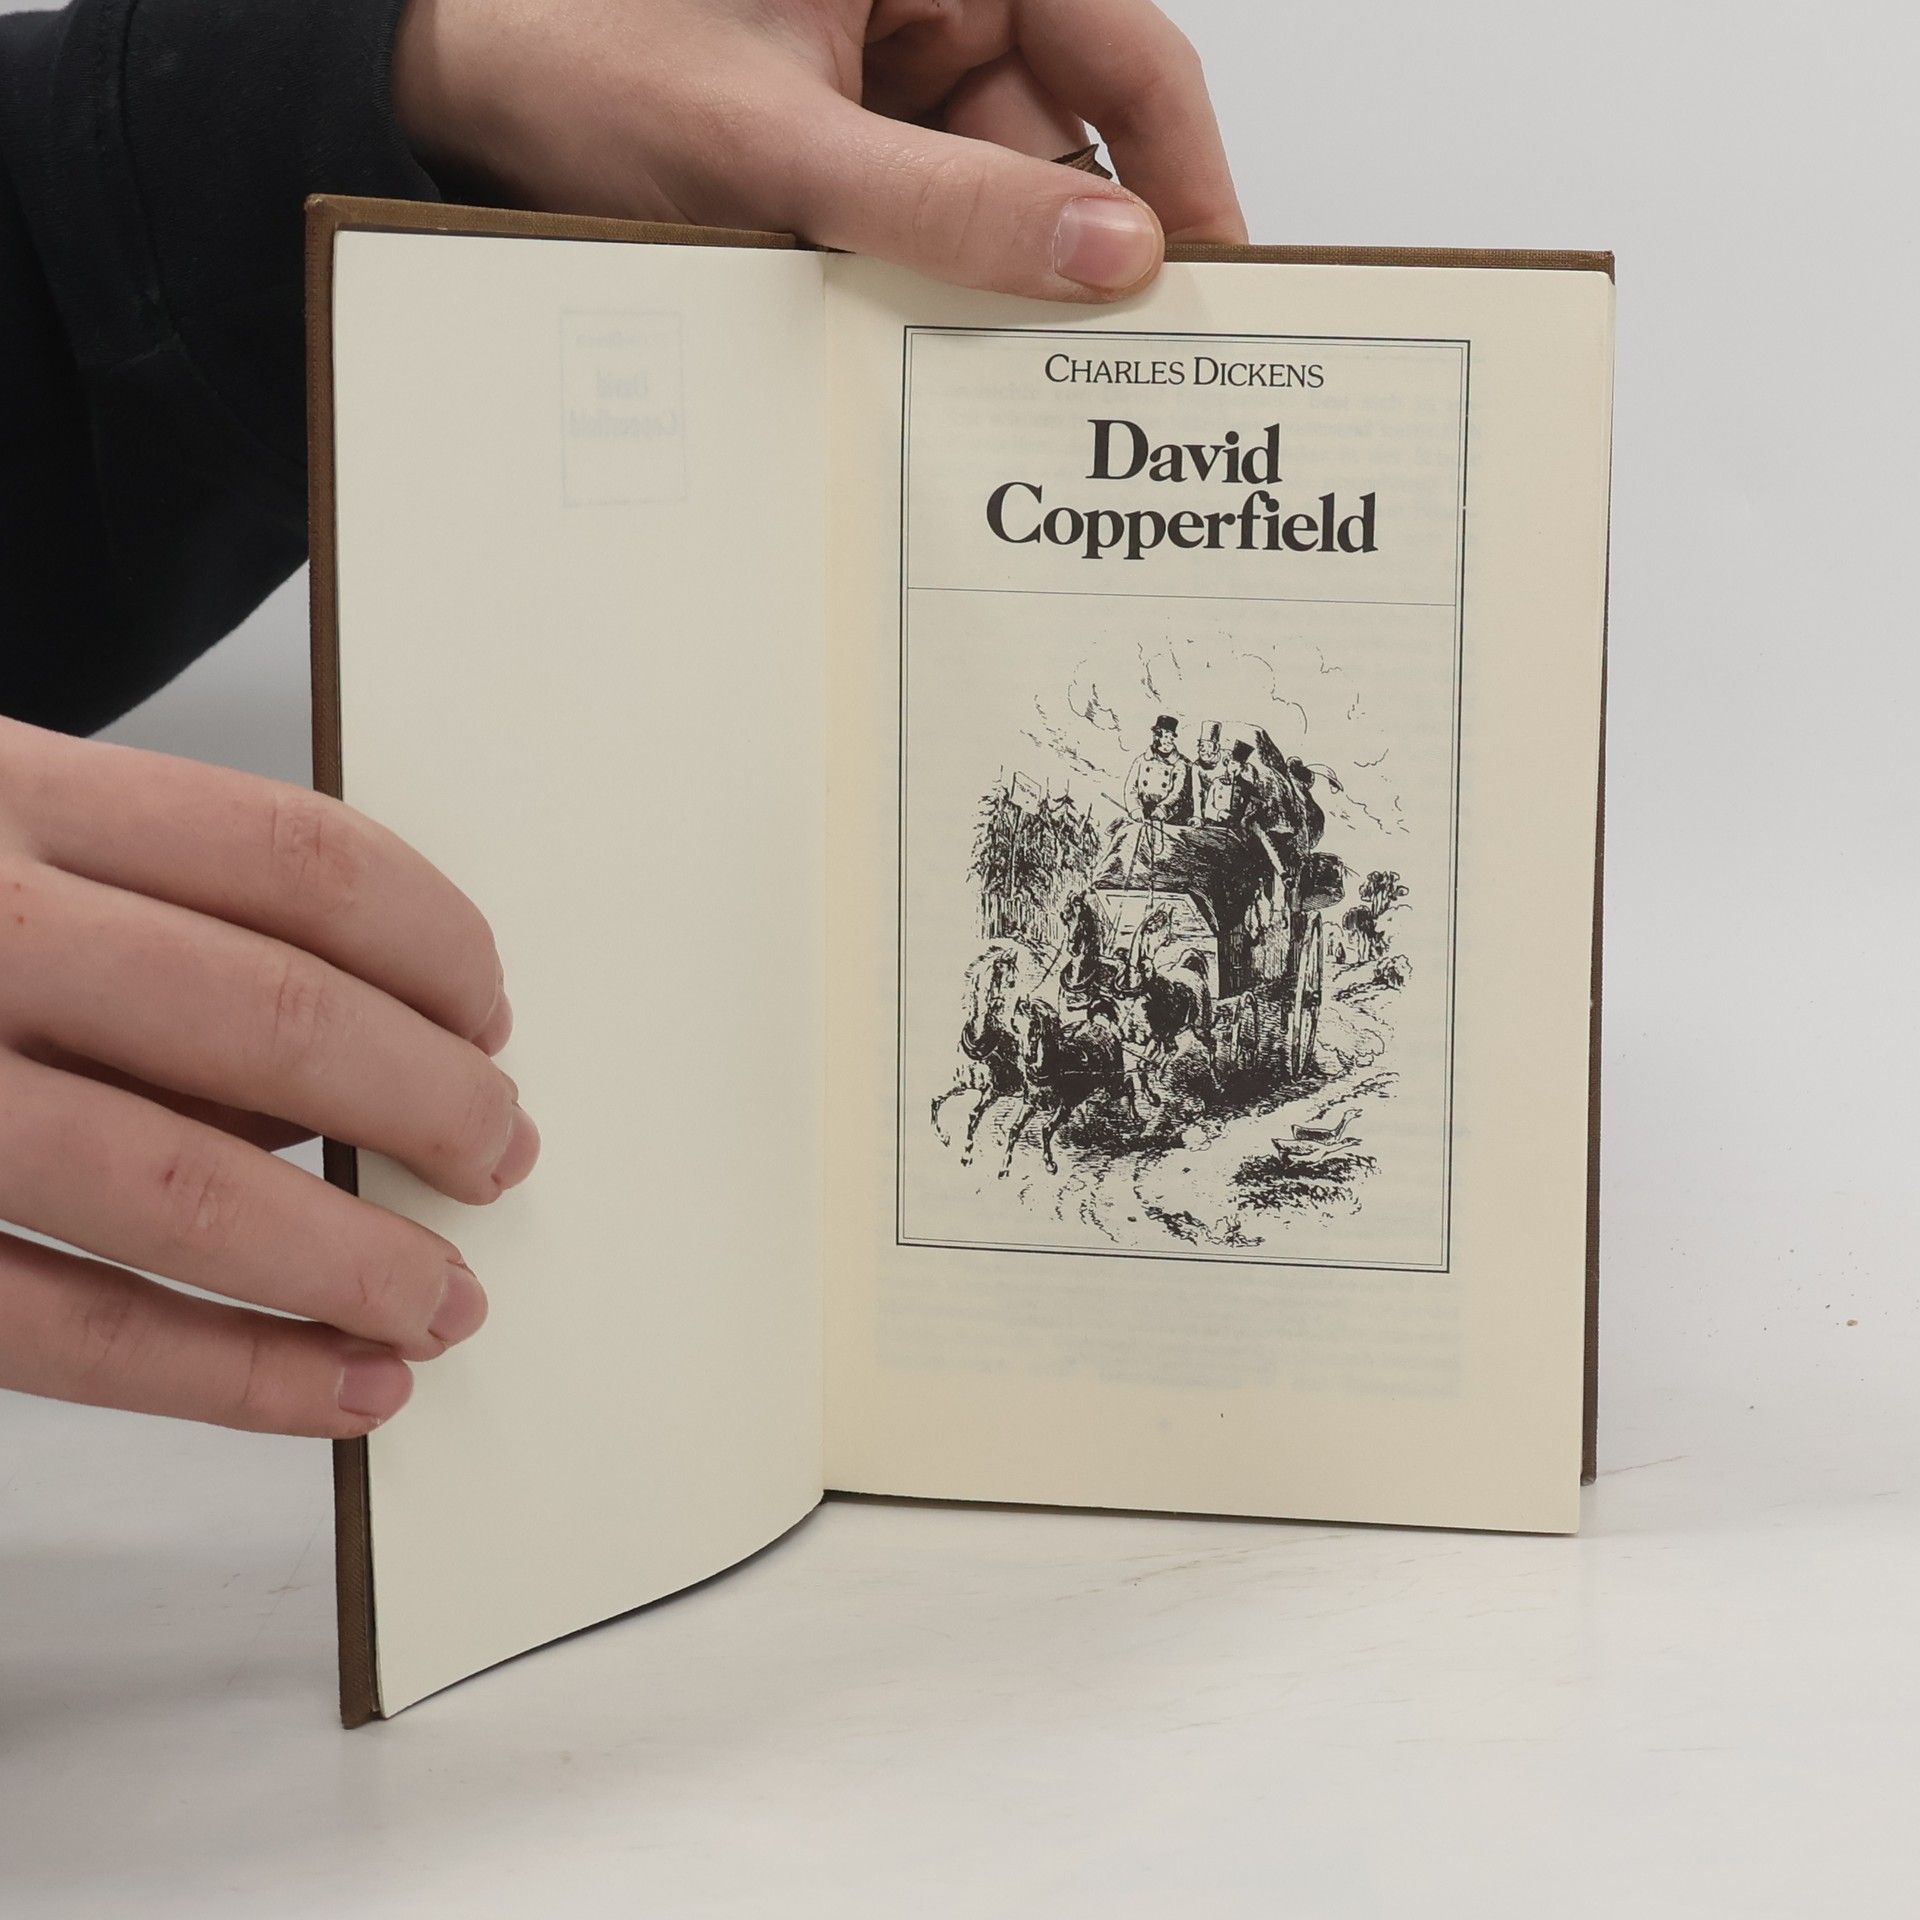 CHARLES DICKENS
David
Copperfield